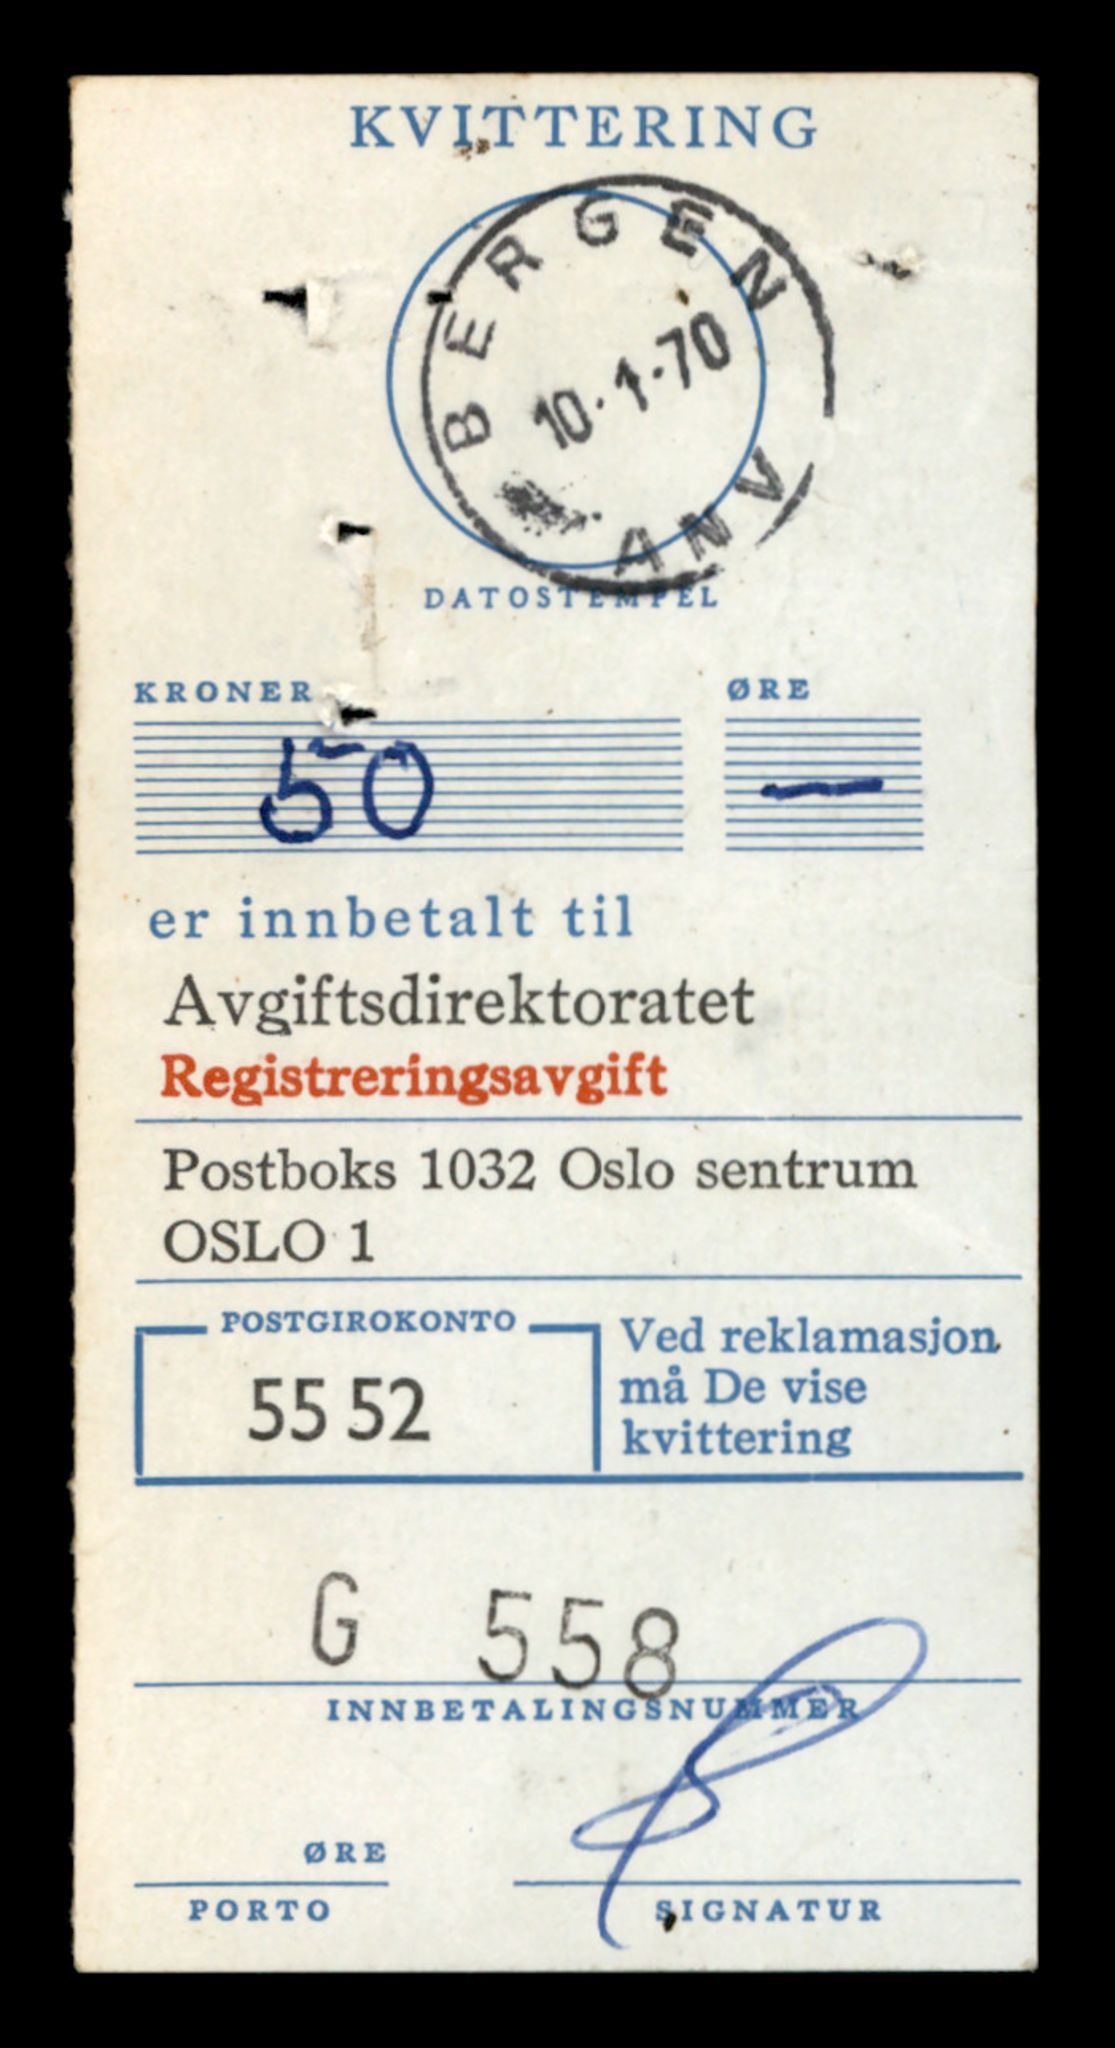 KVITTERING
BERGEN
10.1.70
ANV
DATOSTEMPEL
KRONER ØRE
50 —
er innbetalt til
Avgiftsdirektoratet
Registreringsavgift
Postboks 1032 Oslo sentrum
OSLO 1
POSTGIROKONTO
55 52
Ved reklamasjon
må De vise
kvittering
G 558
INNBETALINGSNUMMER
ØRE
PORTO
SIGNATUR